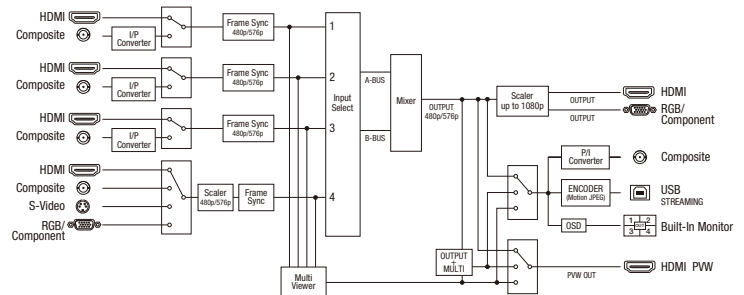 HDMI
Composite
I/P
Converter
Frame Sync
480p/576p
1
HDMI
Composite
I/P
Converter
Frame Sync
480p/576p
2
HDMI
Composite
I/P
Converter
Frame Sync
480p/576p
3
HDMI
Composite
S-Video
RGB/
Component
Scaler
480p/576p
Frame
Sync
4
Input
Select
A-BUS
B-BUS
Mixer
OUTPUT
480p/576p
Multi
Viewer
OUTPUT
+
MULTI
Scaler
up to 1080p
OUTPUT
OUTPUT
HDMI
RGB/
Component
P/I
Converter
Composite
ENCODER
(Motion JPEG)
USB
STREAMING
OSD
1 2
OUT
3 4
Built-In Monitor
PVW OUT
HDMI PVW